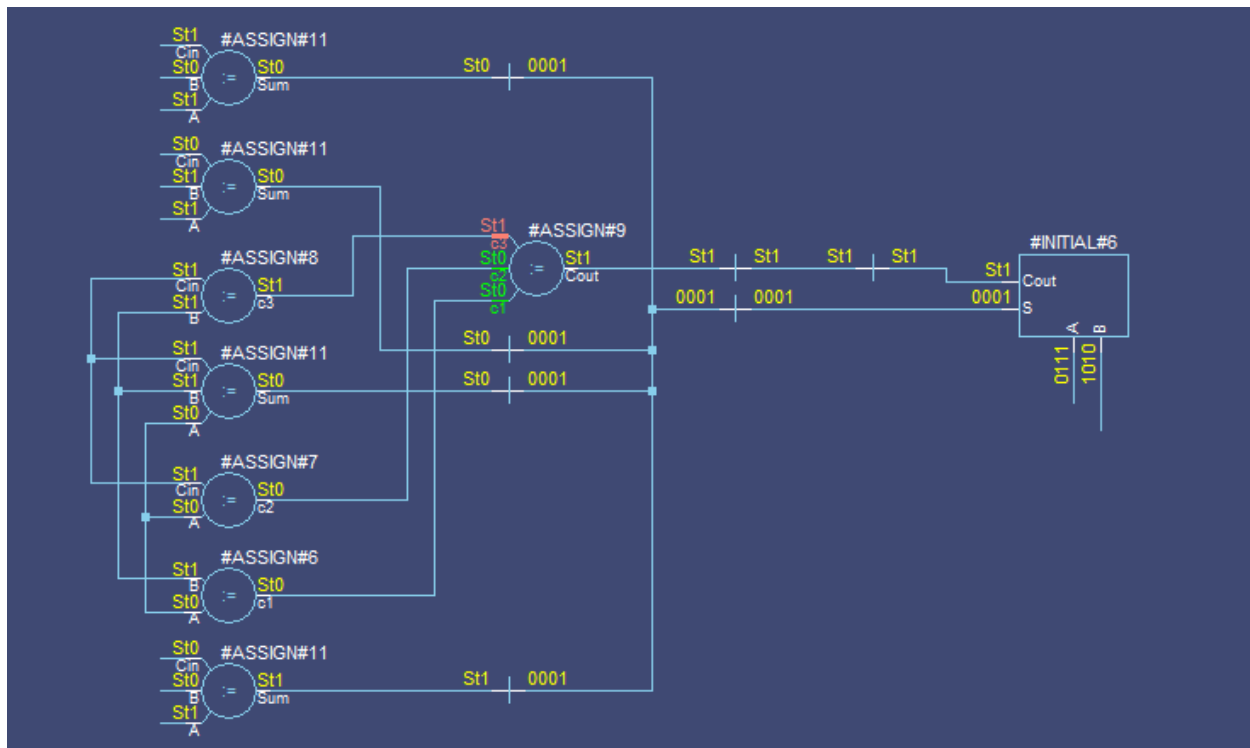 St1 #ASSIGN#11
Cin
St0 := St0 St0 0001
B Sum
St1
A
St0 #ASSIGN#11
Cin
St1 := St0
B Sum
St1
A
St1 #ASSIGN#9
c3
St0 := St1 St1 St1 St1 St1
c2 Cout
St0
c1
#INITIAL#6
St1 Cout
0001 0001 0001 S
A B
0111 1010
#ASSIGN#8
St1
Cin := St1
St1 c3
B
St0 0001
St1 #ASSIGN#11
Cin
St1 := St0 St0 0001
B Sum
St0
A
#ASSIGN#7
St1
Cin := St0
St0 c2
A
#ASSIGN#6
St1
B := St0
St0 c1
A
St0 #ASSIGN#11
Cin
St0 := St1 St1 0001
B Sum
St1
A